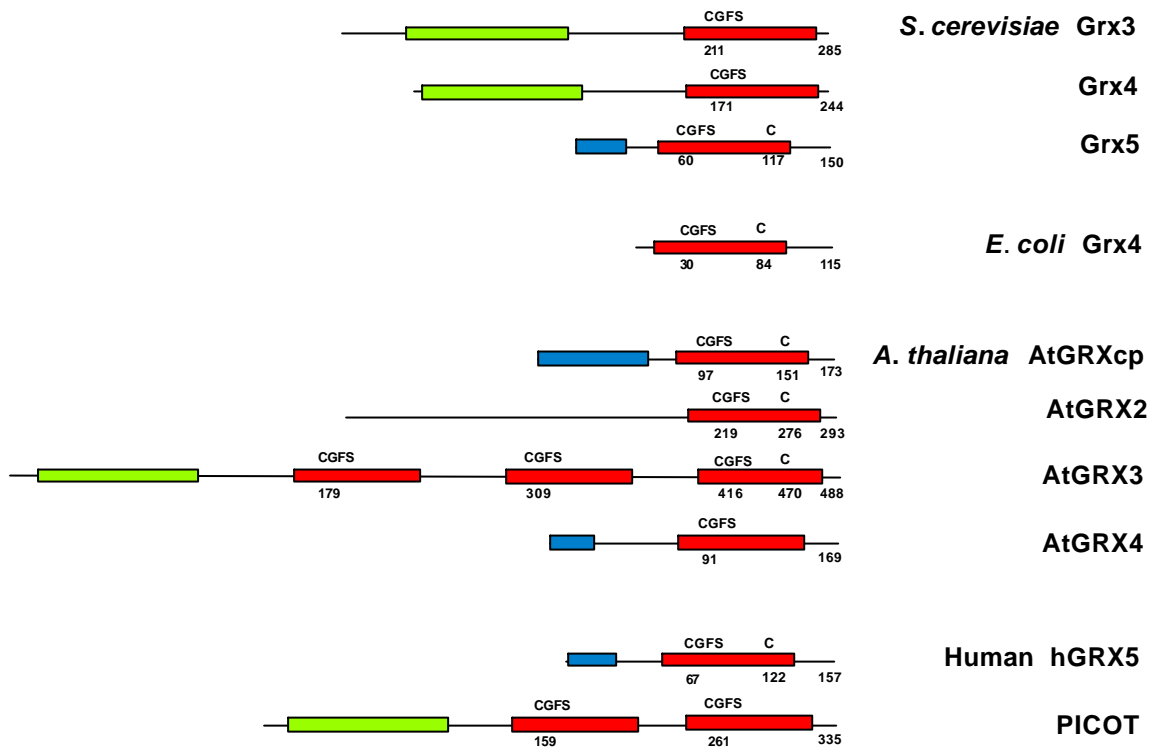 CGFS
S. cerevisiae Grx3
211 285
CGFS
Grx4
171 244
CGFS C
Grx5
60 117 150
CGFS C
E. coli Grx4
30 84 115
CGFS C
A. thaliana AtGRXcp
97 151 173
CGFS C
AtGRX2
219 276 293
CGFS CGFS CGFS C
AtGRX3
179 309 416 470 488
CGFS
AtGRX4
91 169
CGFS C
Human hGRX5
67 122 157
CGFS CGFS
PICOT
159 261 335